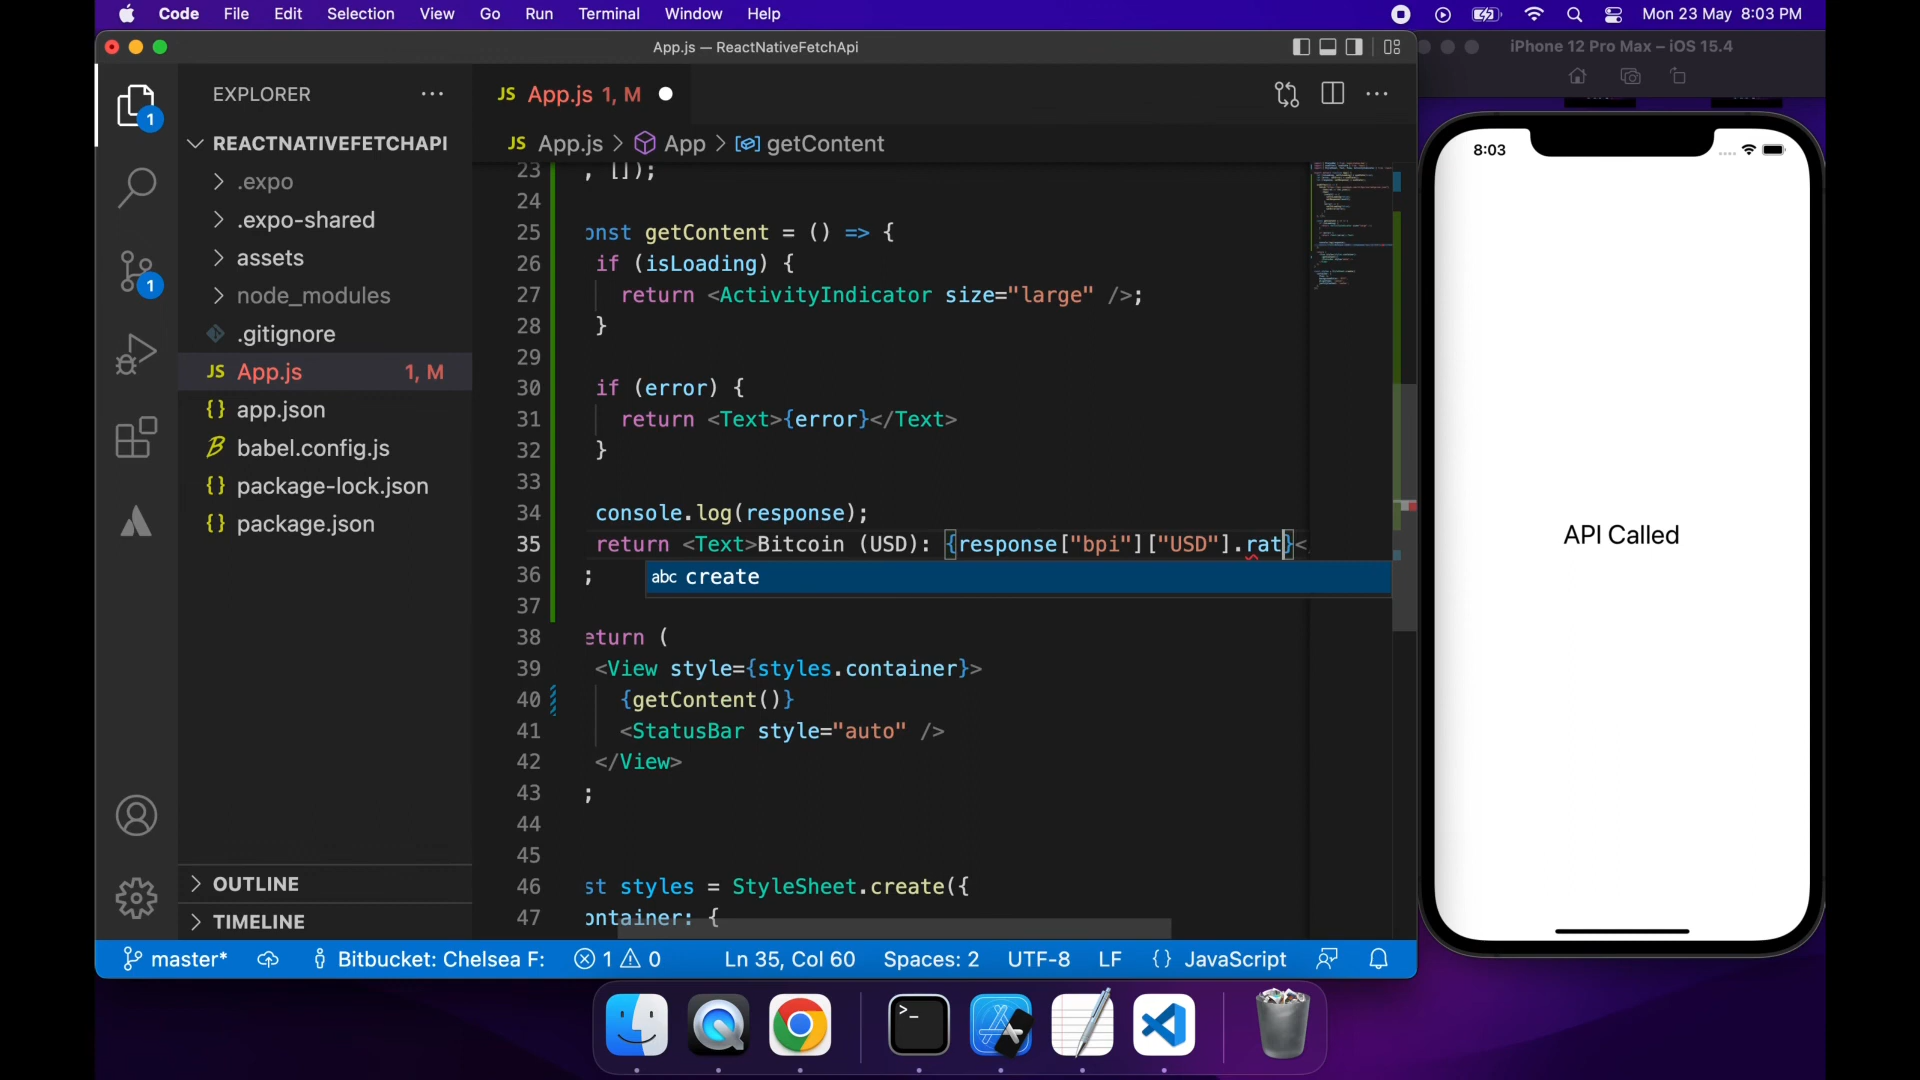 Code File Edit Selection View Go Run Terminal Window Help Mon 23 May 8:03 PM
App.js — ReactNativeFetchApi
iPhone 12 Pro Max – iOS 15.4
EXPLORER
JS App.js 1, M
JS App.js > App > getContent
REACTNATIVEFETCHAPI
.expo
.expo-shared
assets
node_modules
.gitignore
JS App.js 1, M
{} app.json
babel.config.js
{} package-lock.json
{} package.json
1
1
OUTLINE
TIMELINE
23 , []);
24
25 onst getContent = () => {
26 if (isLoading) {
27 return <ActivityIndicator size="large" />;
28 }
29
30 if (error) {
31 return <Text>{error}</Text>
32 }
33
34 console.log(response);
35 return <Text>Bitcoin (USD): {response["bpi"]["USD"].rat}<
abc create
36 ;
37
38 eturn (
39 <View style={styles.container}>
40 {getContent()}
41 <StatusBar style="auto" />
42 </View>
43 ;
44
45
46 st styles = StyleSheet.create({
47 ontainer: {
master* Bitbucket: Chelsea F: 1 0 Ln 35, Col 60 Spaces: 2 UTF-8 LF {} JavaScript
8:03
API Called